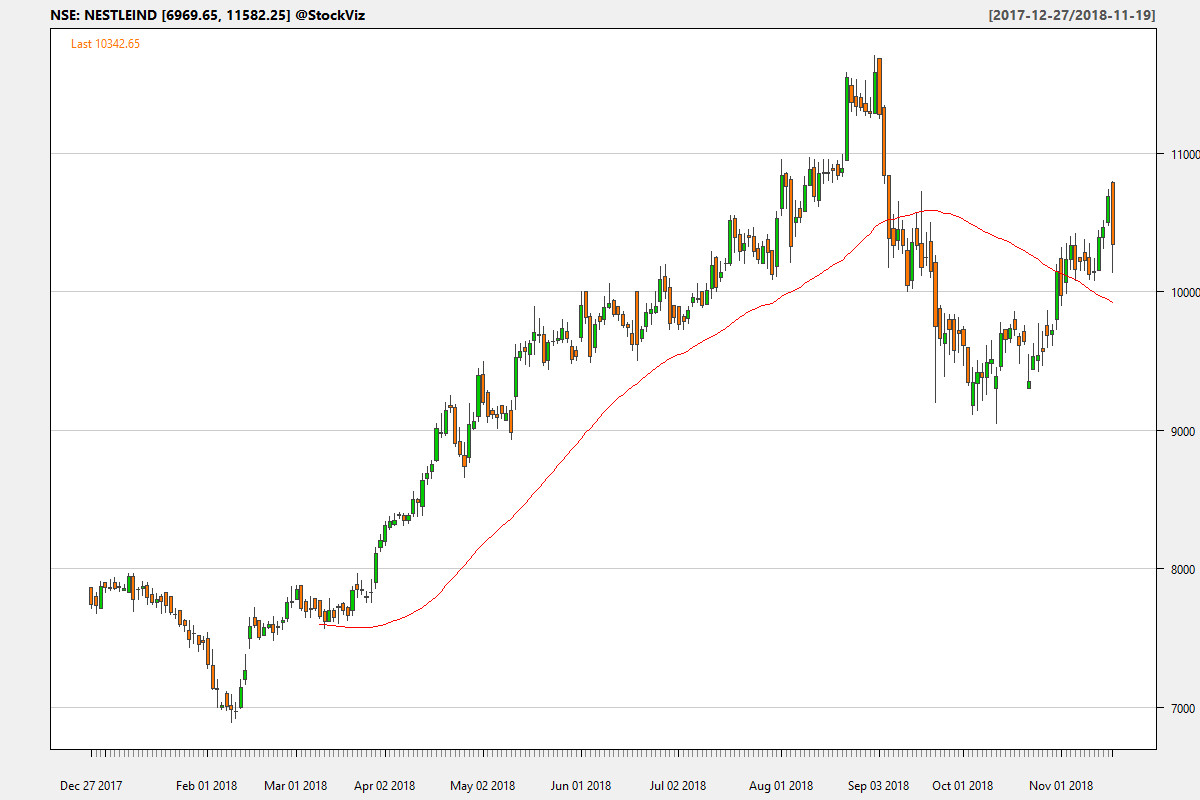 NSE: NESTLEIND [6969.65, 11582.25] @StockViz
[2017-12-27/2018-11-19]
Last 10342.65
11000
10000
9000
8000
7000
Dec 27 2017
Feb 01 2018
Mar 01 2018
Apr 02 2018
May 02 2018
Jun 01 2018
Jul 02 2018
Aug 01 2018
Sep 03 2018
Oct 01 2018
Nov 01 2018